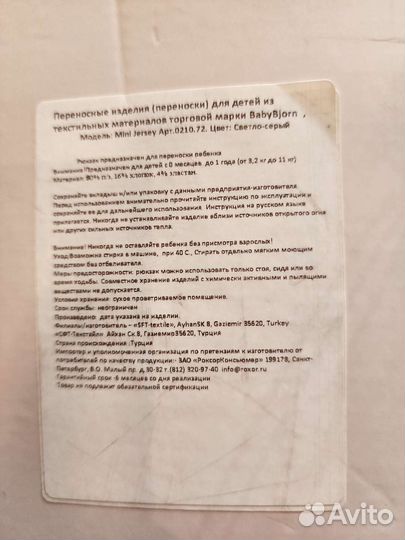 Переносные изделия (переноски) для детей из
текстильных материалов торговой марки BabyBjorn ,
Модель: Mini Jersey Арт.0210.72. Цвет: Светло-серый
Рюкзак предназначен для переноски ребенка
Внимание !Предназначен для детей с 0 месяцев, до 1 года (от 3,2 кг до 11 кг)
Материал: 80% п/э, 16% хлопок, 4% эластан.
Сохраняйте вкладыш и/или упаковку с данными предприятия-изготовителя
Перед использованием внимательно прочитайте инструкцию по эксплуатации и
сохраняйте ее для дальнейшего использования. Инструкция на русском языке
прилагается. Никогда не устанавливайте изделие вблизи источников открытого огня
или других сильных источников тепла.
Внимание! Никогда не оставляйте ребенка без присмотра взрослых!
Уход:Возможна стирка в машине, при 40 С., Стирать отдельно мягким моющим
средством без отбеливателя.
Меры предосторожности: рюкзак можно использовать только стоя, сидя или во
время ходьбы. Совместное хранение изделий с химически активными и пылящими
веществами не допускается.
Условия хранения: сухое проветриваемое помещение.
Срок службы: неограничен
Произведено: дата указана на изделии.
Филиалы/изготовитель – «SFT-textile», AyhanSK 8, Gaziemir 35620, Turkey
«СФТ-Текстайл» Айхан Ск 8, Газиемир35620, Турция
Страна происхождения :Турция
Импортер и уполномоченная организация по претензиям к изготовителю от
потребителей по качеству продукции:- ЗАО «РоксорКонсьюмер» 199178, Санкт-
Петербург, В.О. Малый пр. д.30-32 т.(812) 320-97-40 info@roxor.ru
Гарантийный срок -6 месяцев со дня реализации
Товар не подлежит обязательной сертификации
Avito